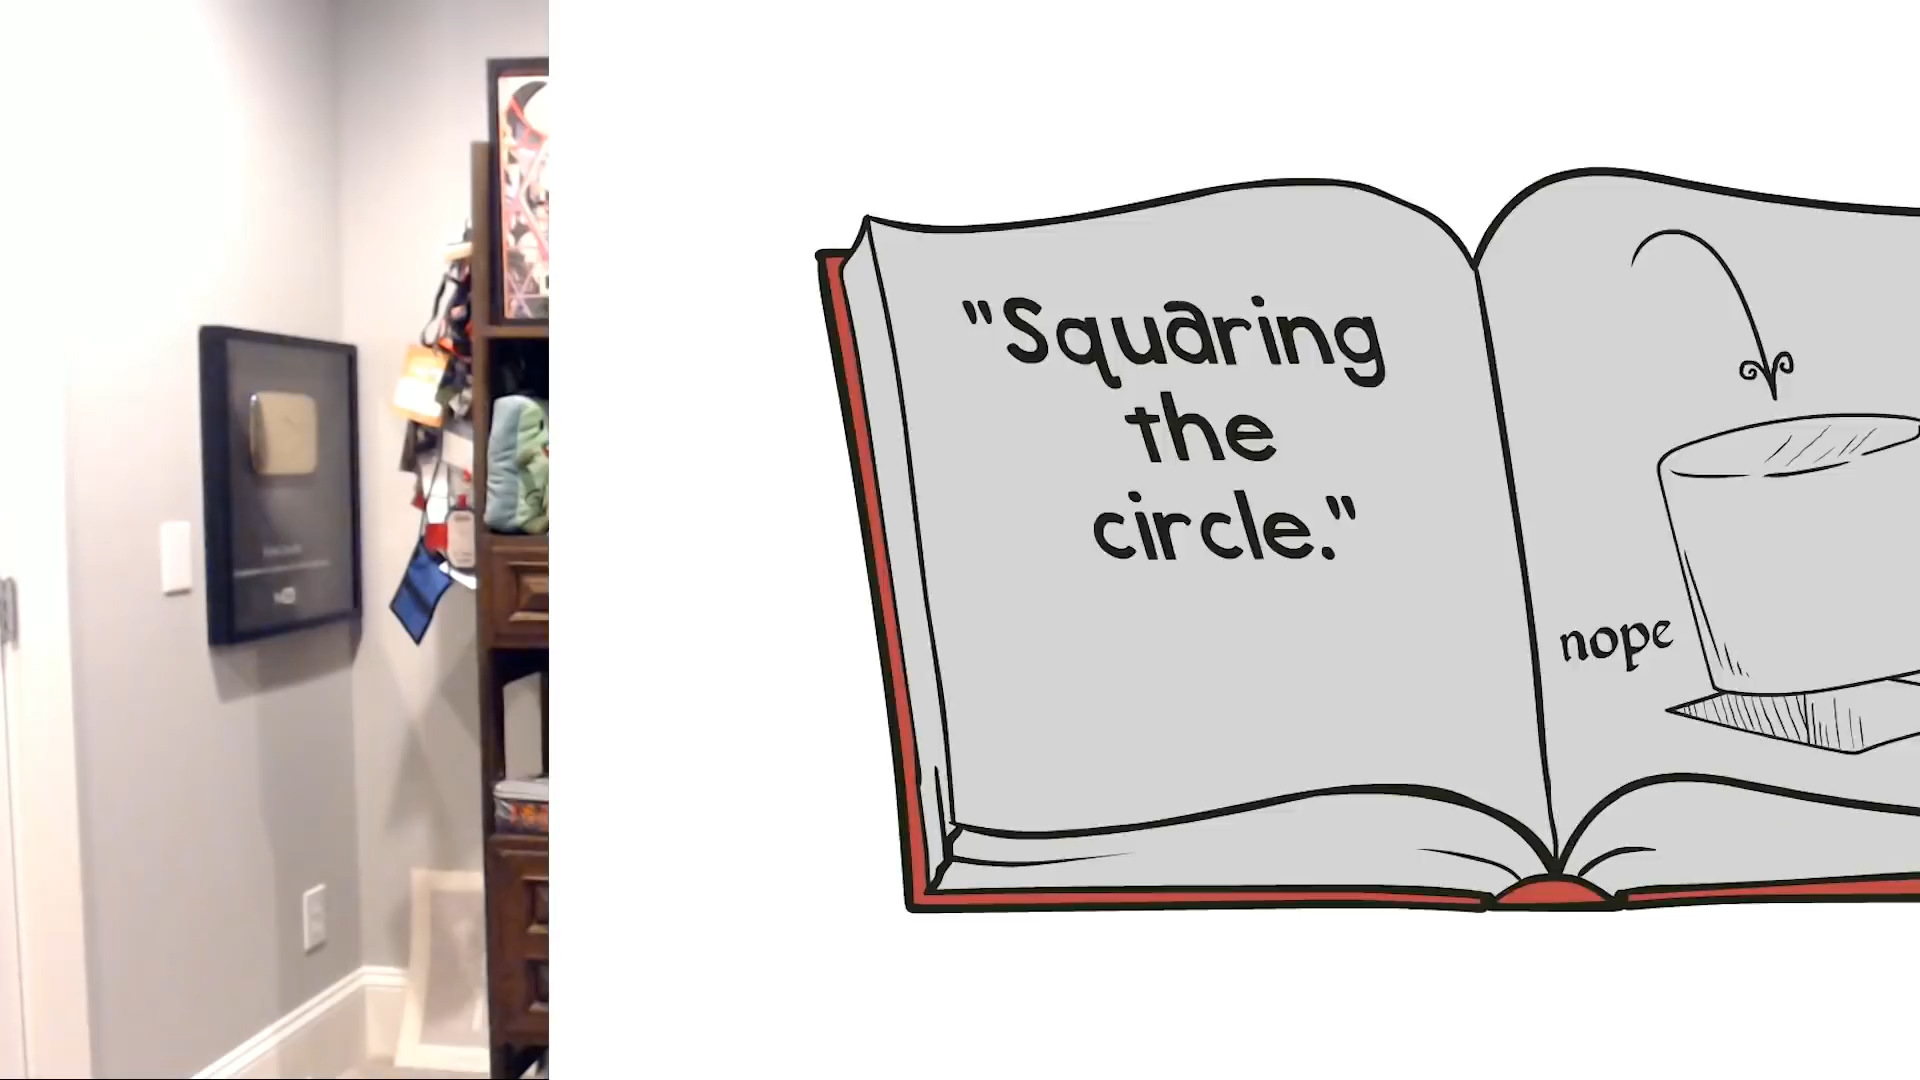 "Squaring
the
circle."
nope